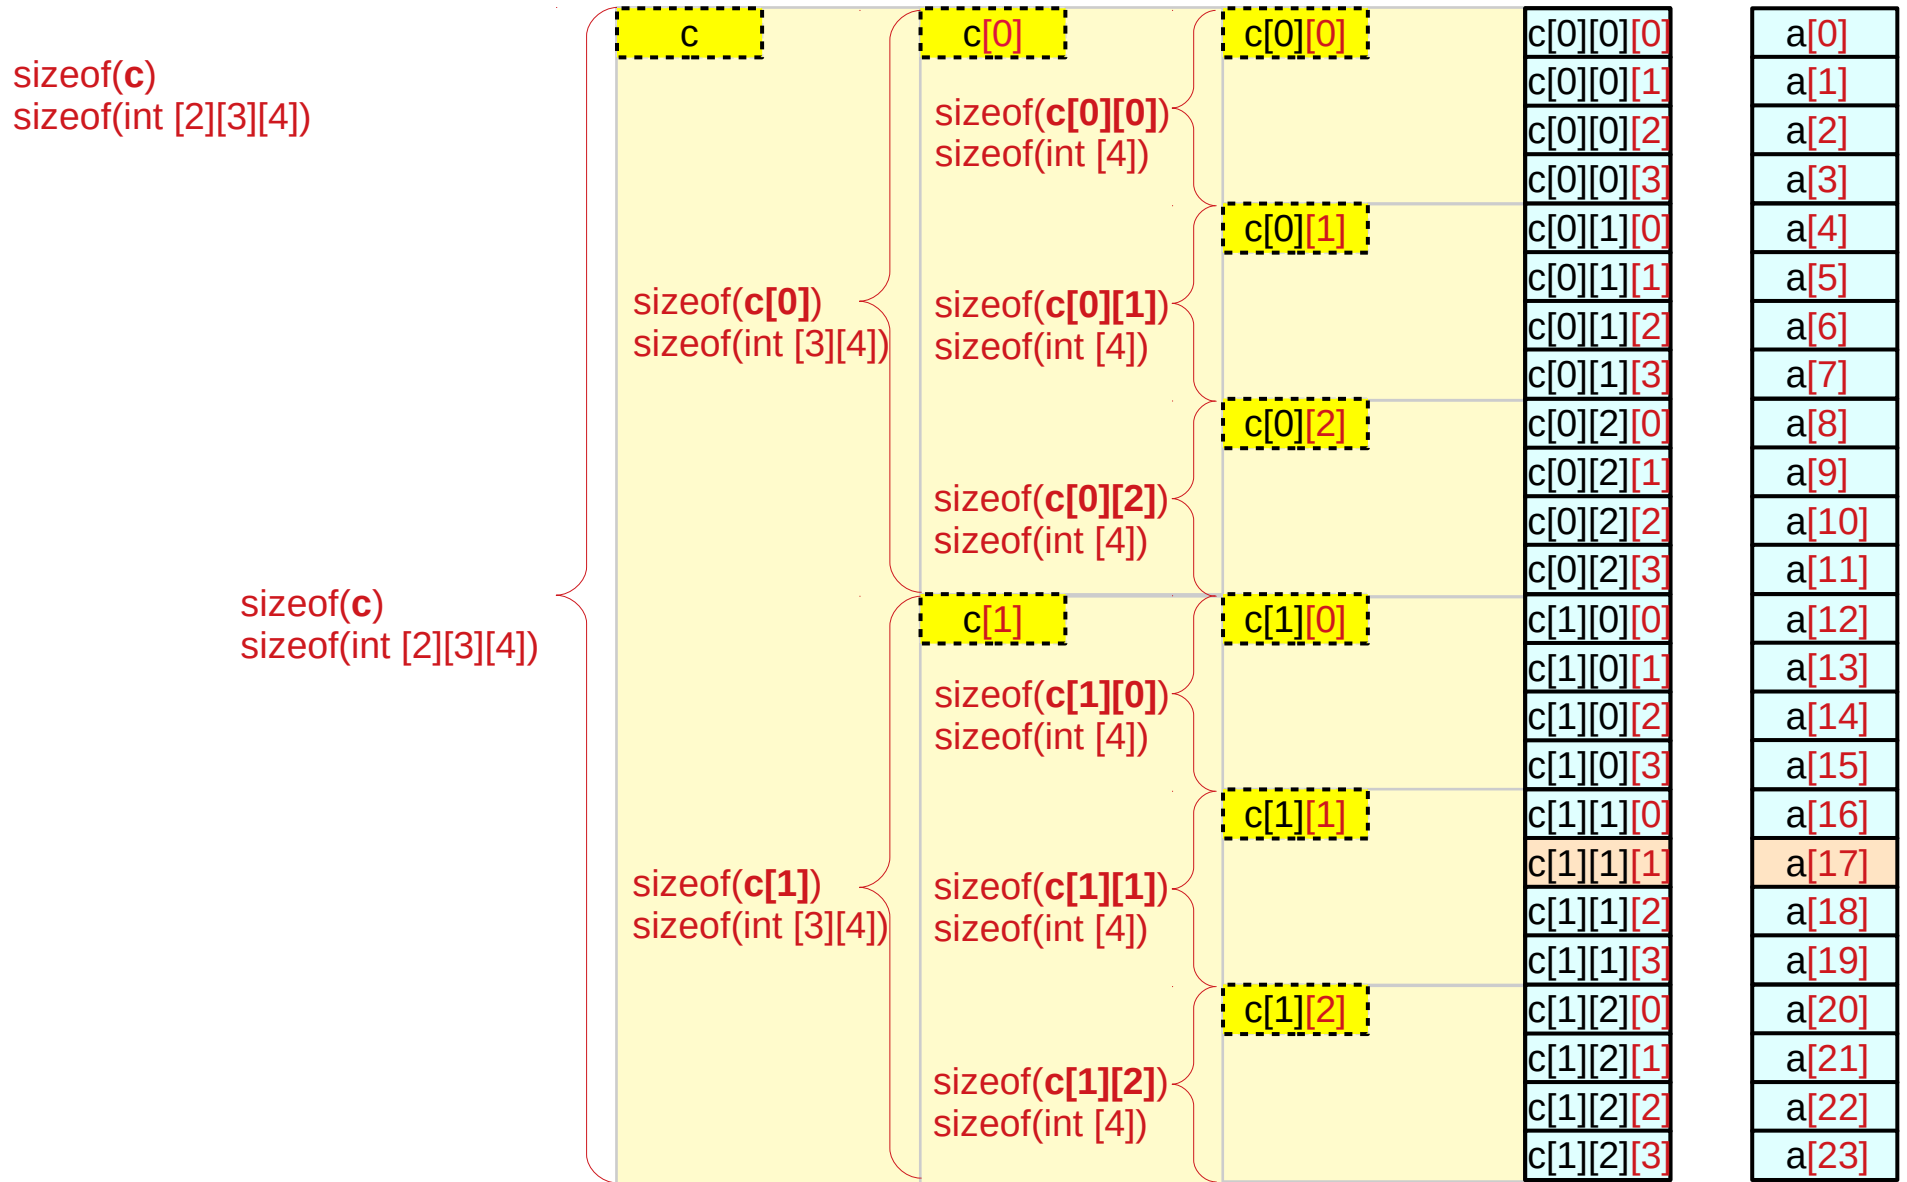 c c[0] c[0][0] c[0][0][0] a[0]
sizeof(c)
c[0][0][1] a[1]
sizeof(int [2][3][4])
sizeof(c[0][0])
c[0][0][2] a[2]
sizeof(int [4])
c[0][0][3] a[3]
c[0][1] c[0][1][0] a[4]
c[0][1][1] a[5]
sizeof(c[0]) sizeof(c[0][1])
c[0][1][2] a[6]
sizeof(int [3][4]) sizeof(int [4])
c[0][1][3] a[7]
c[0][2] c[0][2][0] a[8]
c[0][2][1] a[9]
sizeof(c[0][2])
c[0][2][2] a[10]
sizeof(int [4])
c[0][2][3] a[11]
sizeof(c)
c[1] c[1][0] c[1][0][0] a[12]
sizeof(int [2][3][4])
c[1][0][1] a[13]
sizeof(c[1][0])
c[1][0][2] a[14]
sizeof(int [4])
c[1][0][3] a[15]
c[1][1] c[1][1][0] a[16]
c[1][1][1] a[17]
sizeof(c[1]) sizeof(c[1][1])
c[1][1][2] a[18]
sizeof(int [3][4]) sizeof(int [4])
c[1][1][3] a[19]
c[1][2] c[1][2][0] a[20]
c[1][2][1] a[21]
sizeof(c[1][2])
c[1][2][2] a[22]
sizeof(int [4])
c[1][2][3] a[23]